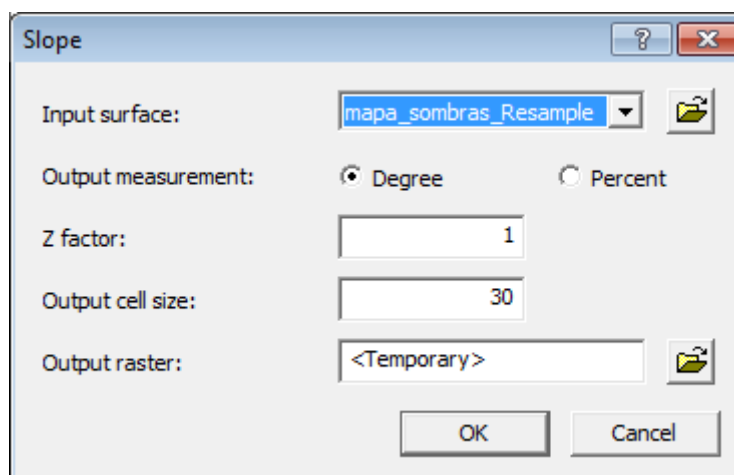 Slope
Input surface: mapa_sombras_Resample
Output measurement: Degree Percent
Z factor: 1
Output cell size: 30
Output raster: <Temporary>
OK Cancel